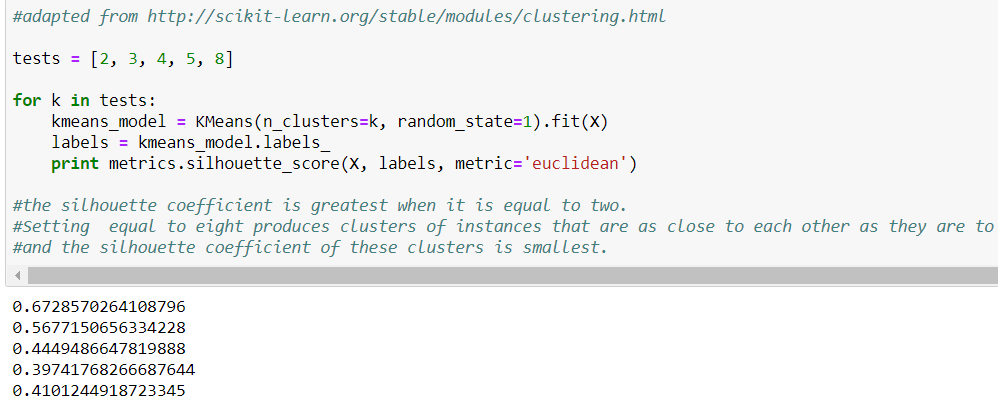 #adapted from http://scikit-learn.org/stable/modules/clustering.html
tests = [2, 3, 4, 5, 8]
for k in tests:
    kmeans_model = KMeans(n_clusters=k, random_state=1).fit(X)
    labels = kmeans_model.labels_
    print metrics.silhouette_score(X, labels, metric='euclidean')
#the silhouette coefficient is greatest when it is equal to two.
#Setting  equal to eight produces clusters of instances that are as close to each other as they are to
#and the silhouette coefficient of these clusters is smallest.
0.6728570264108796
0.5677150656334228
0.4449486647819888
0.39741768266687644
0.4101244918723345